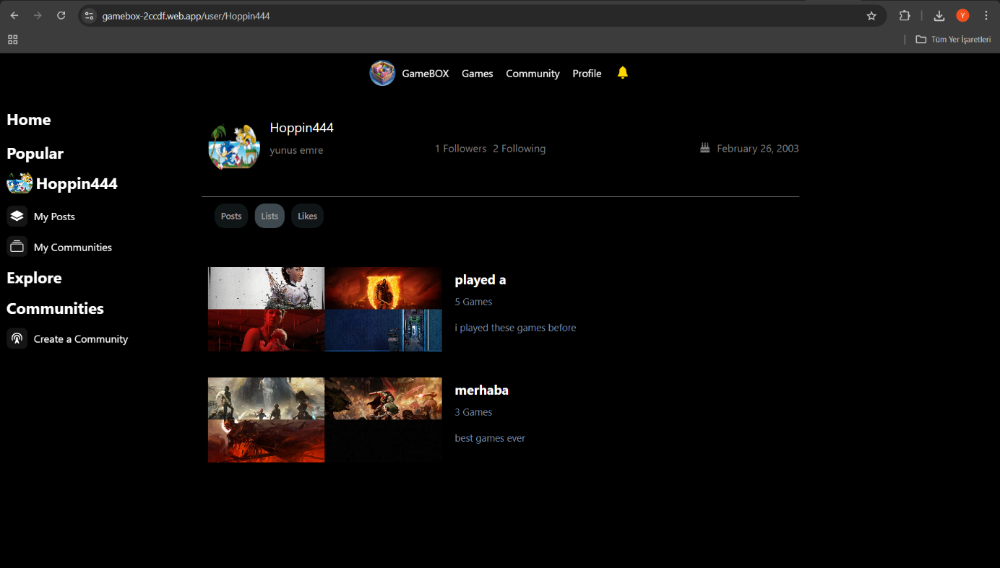 gamebox-2ccdf.web.app/user/Hoppin444
Y
Tüm Yer İşaretleri
GameBOX Games Community Profile
Home
Popular
Hoppin444
My Posts
My Communities
Explore
Communities
Create a Community
Hoppin444
yunus emre
1 Followers 2 Following
February 26, 2003
Posts Lists Likes
played a
5 Games
i played these games before
merhaba
3 Games
best games ever